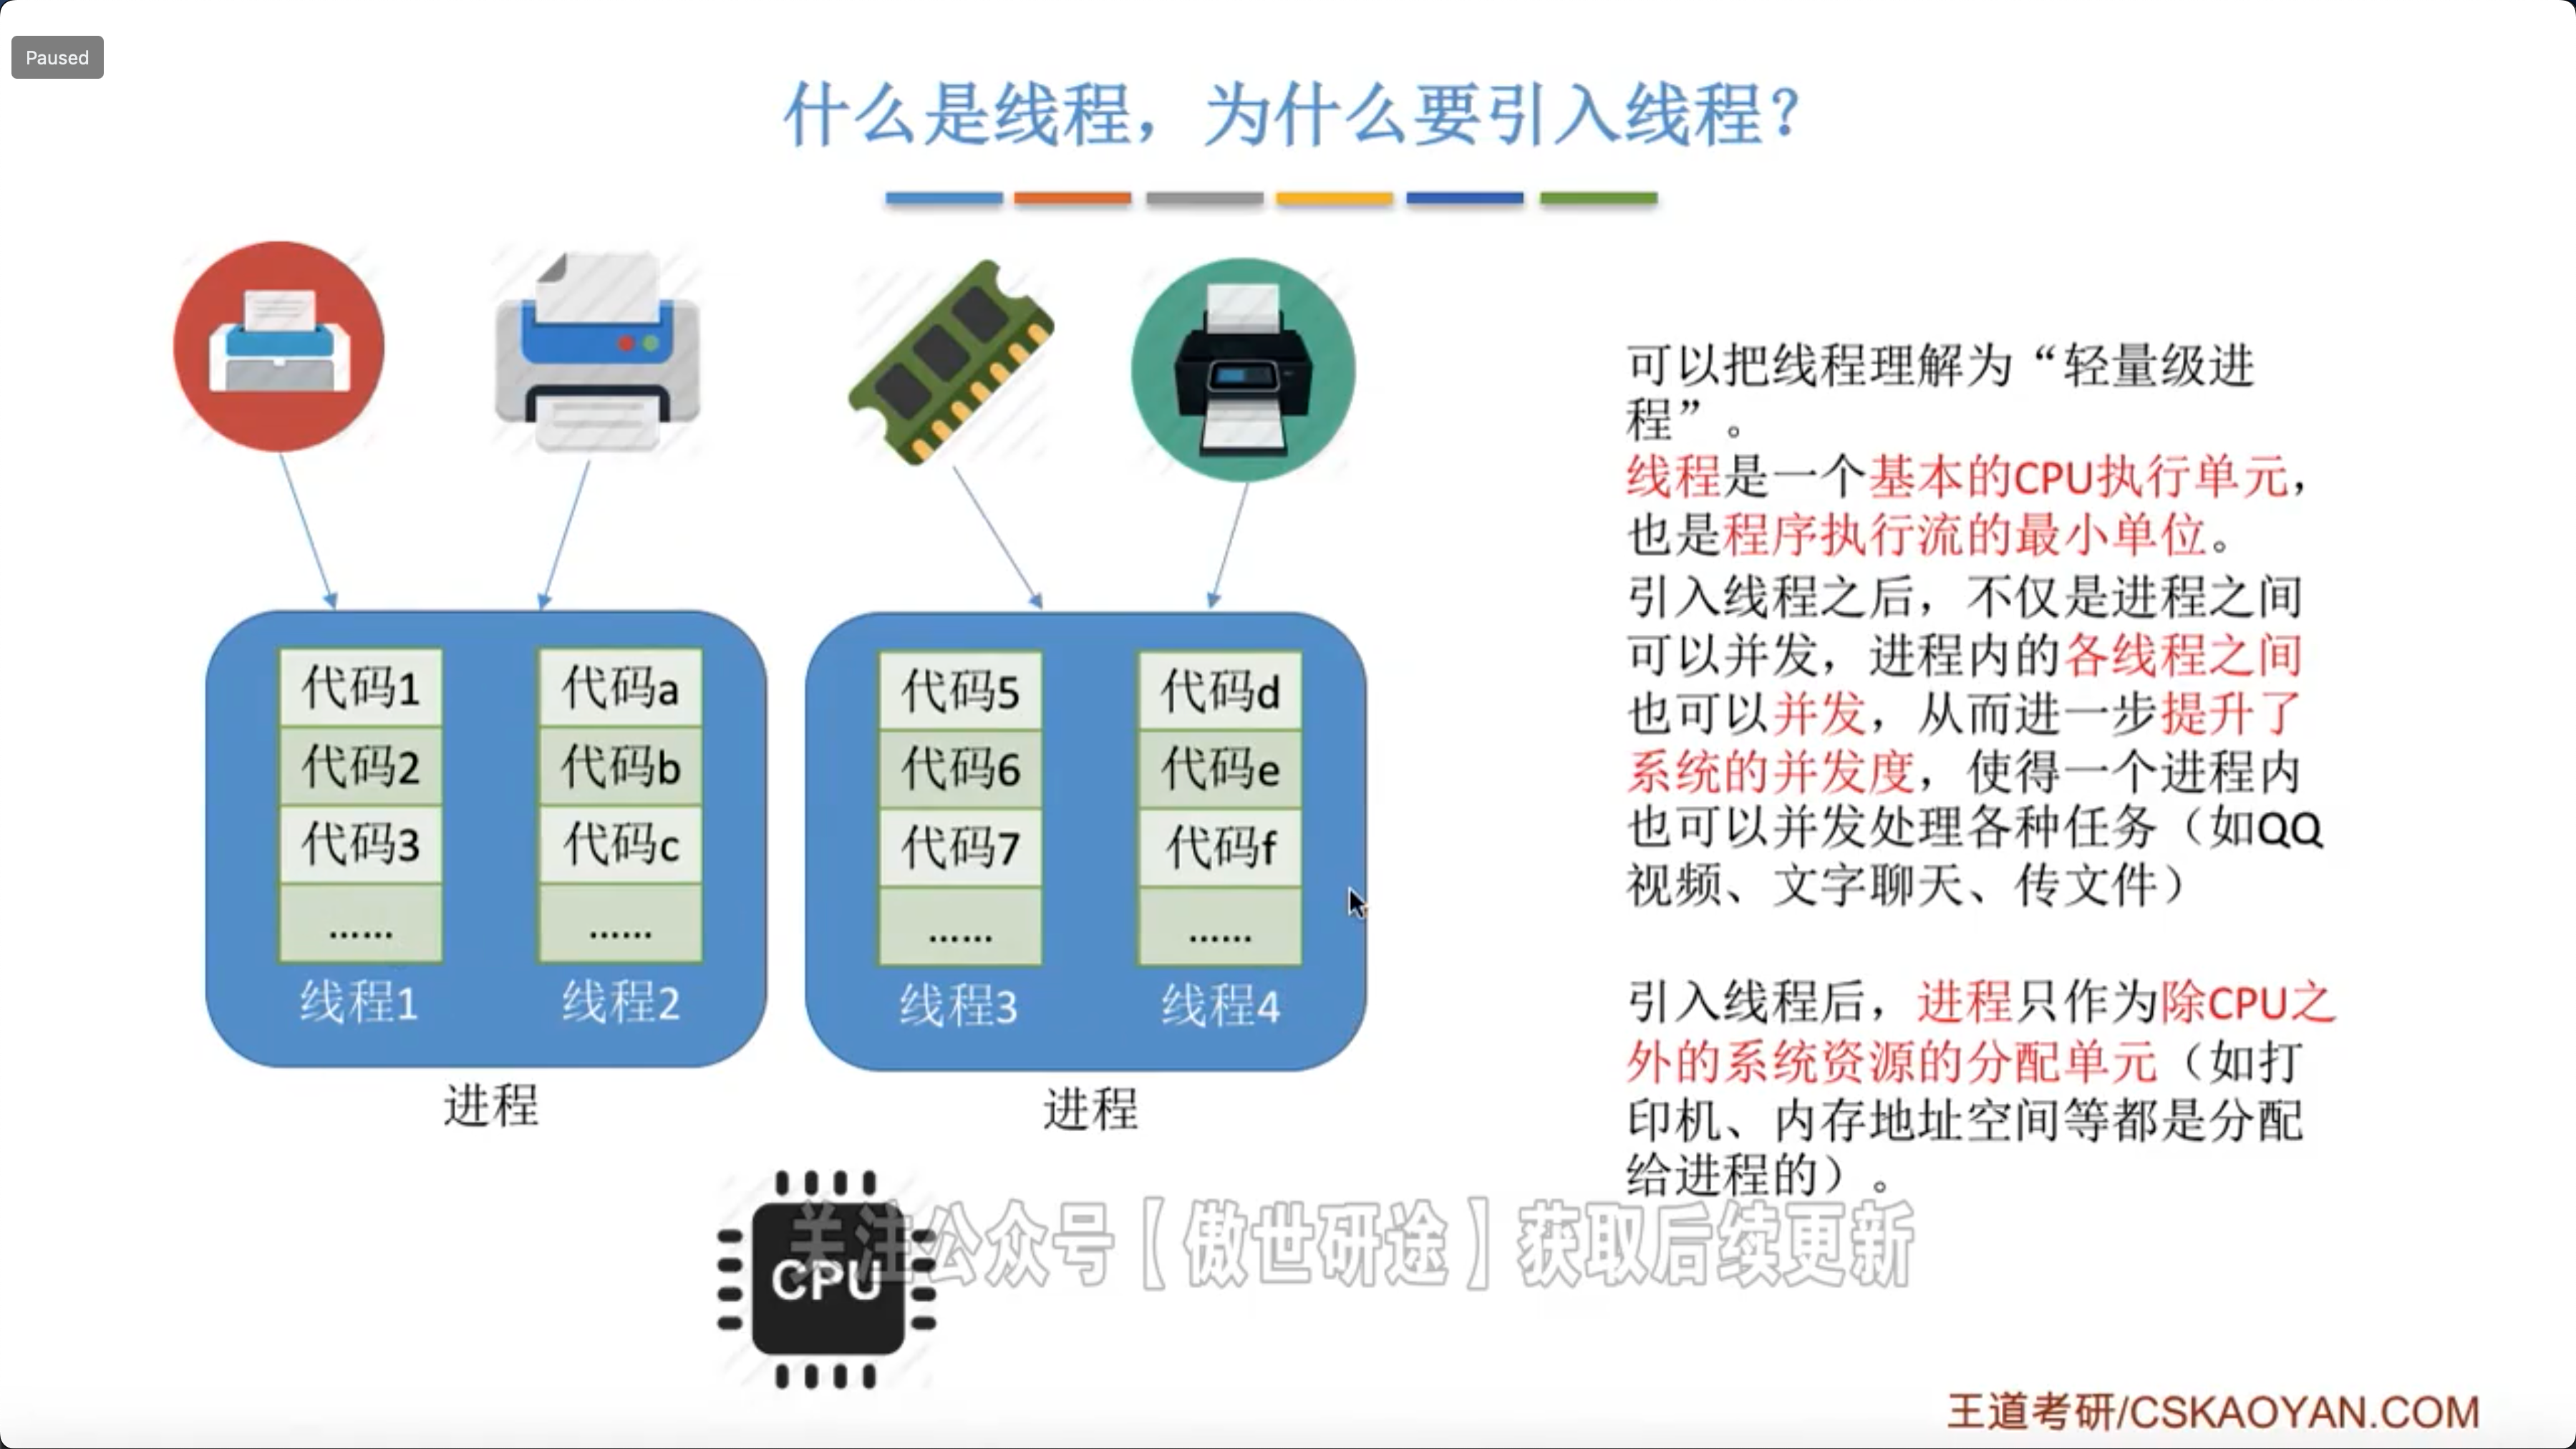 Paused
什么是线程，为什么要引入线程？
代码1
代码2
代码3
......
线程1
代码a
代码b
代码c
......
线程2
进程
代码5
代码6
代码7
......
线程3
代码d
代码e
代码f
......
线程4
进程
CPU
可以把线程理解为“轻量级进
程”。
线程是一个基本的CPU执行单元，
也是程序执行流的最小单位。
引入线程之后，不仅是进程之间
可以并发，进程内的各线程之间
也可以并发，从而进一步提升了
系统的并发度，使得一个进程内
也可以并发处理各种任务（如QQ
视频、文字聊天、传文件）
引入线程后，进程只作为除CPU之
外的系统资源的分配单元（如打
印机、内存地址空间等都是分配
给进程的）。
关注公众号【傲世研途】获取后续更新
王道考研/CSKAOYAN.COM